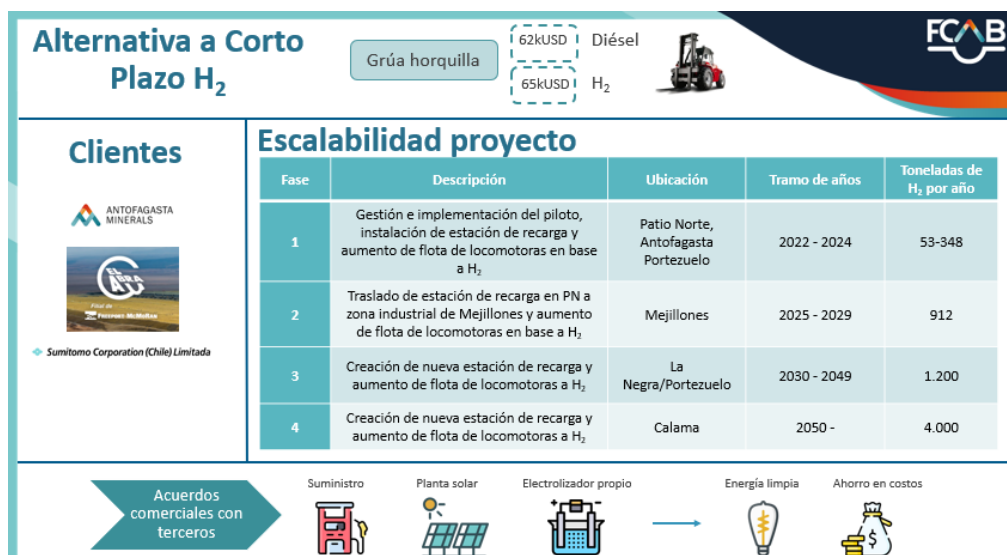 Alternativa a Corto
Plazo H₂
Grúa horquilla
62kUSD
Diésel
65kUSD
H₂
FCAB
Clientes
ANTOFAGASTA
MINERALS
EL
ABRA
Filial de
FREEPORT-McMoRAN
Sumitomo Corporation (Chile) Limitada
Escalabilidad proyecto
Fase Descripción Ubicación Tramo de años Toneladas de
H₂ por año
1
Gestión e implementación del piloto,
instalación de estación de recarga y
aumento de flota de locomotoras en base
a H₂
Patio Norte,
Antofagasta
Portezuelo
2022 - 2024
53-348
2
Traslado de estación de recarga en PN a
zona industrial de Mejillones y aumento
de flota de locomotoras en base a H₂
Mejillones
2025 - 2029
912
3
Creación de nueva estación de recarga y
aumento de flota de locomotoras a H₂
La
Negra/Portezuelo
2030 - 2049
1.200
4
Creación de nueva estación de recarga y
aumento de flota de locomotoras a H₂
Calama
2050 -
4.000
Acuerdos
comerciales con
terceros
Suministro
Planta solar
Electrolizador propio
Energía limpia
Ahorro en costos
$